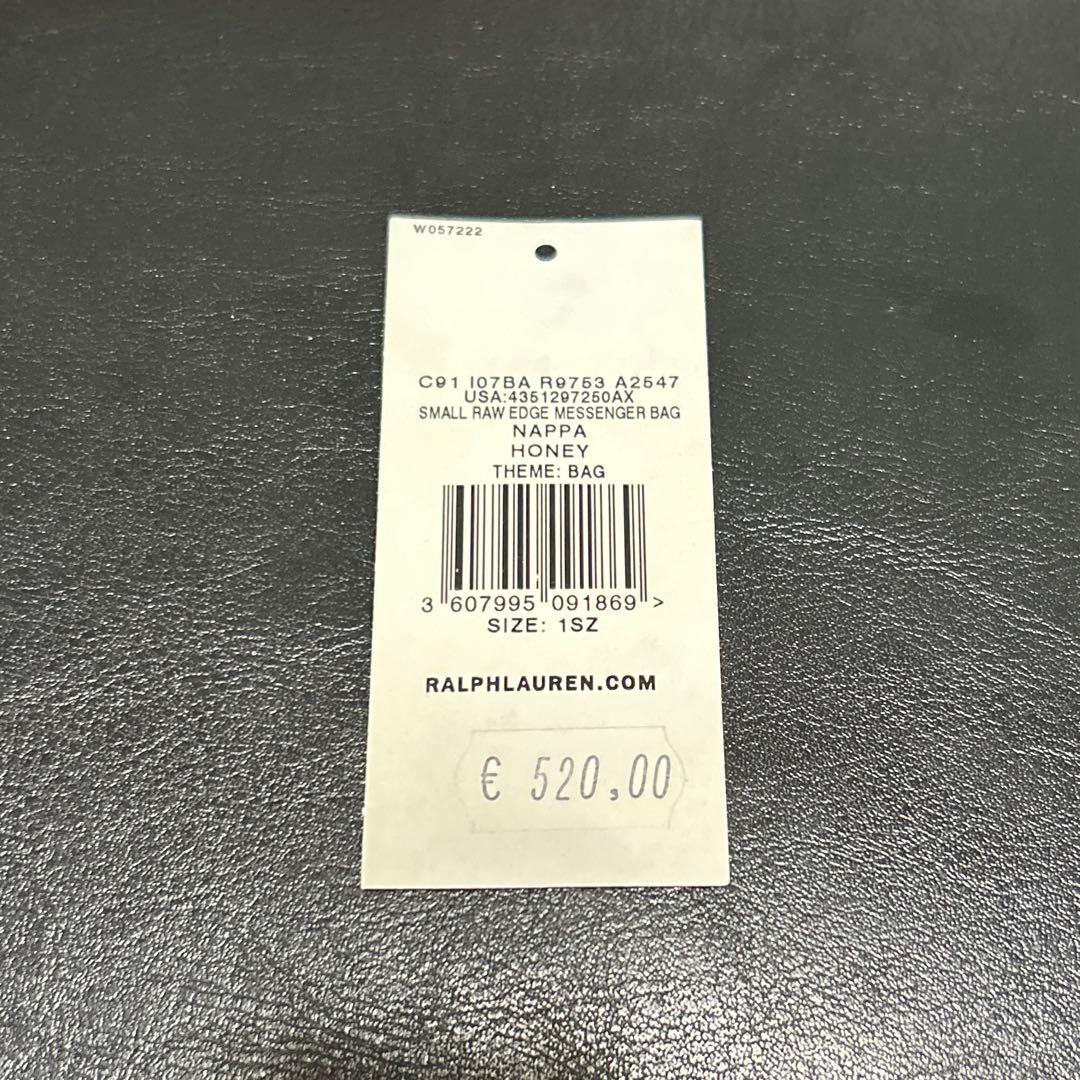 W057222
C91 I07BA R9753 A2547
USA:4351297250AX
SMALL RAW EDGE MESSENGER BAG
NAPPA
HONEY
THEME: BAG
3 607995 091869 >
SIZE: 1SZ
RALPHLAUREN.COM
€ 520,00